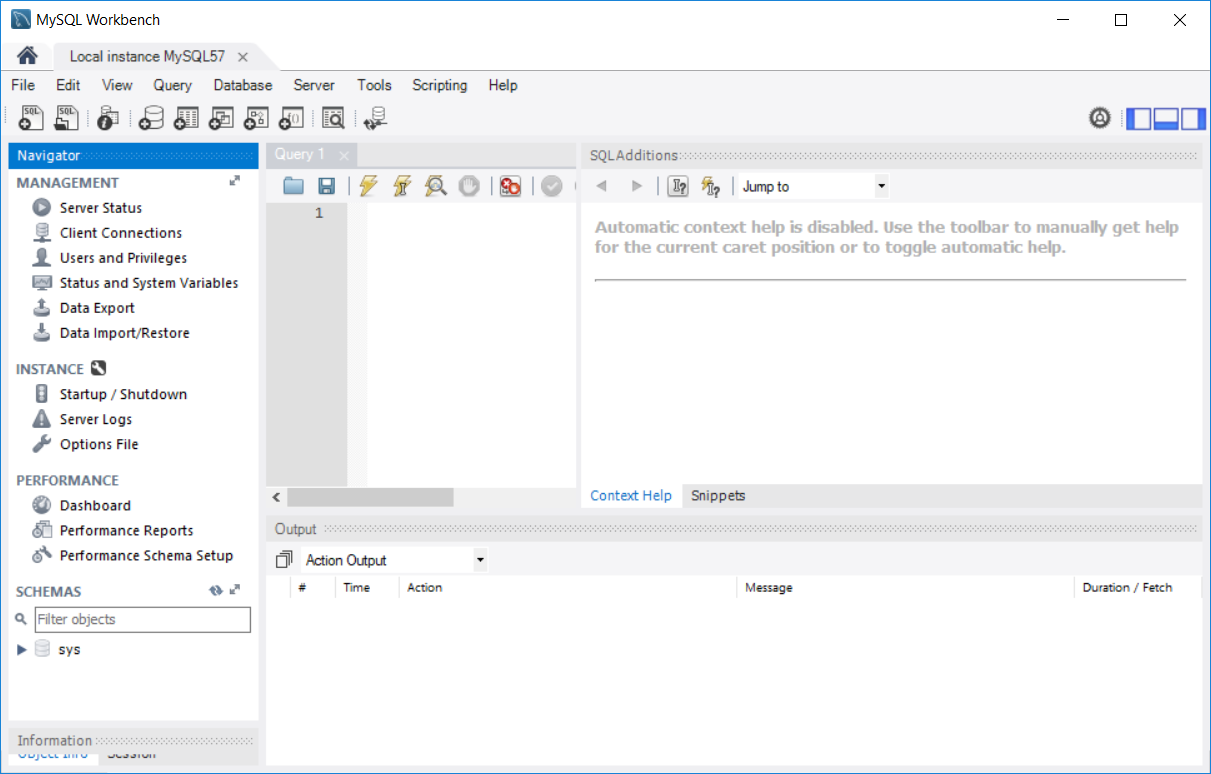 MySQL Workbench
Local instance MySQL57
File Edit View Query Database Server Tools Scripting Help
SQL SQL
Navigator
MANAGEMENT
Server Status
Client Connections
Users and Privileges
Status and System Variables
Data Export
Data Import/Restore
INSTANCE
Startup / Shutdown
Server Logs
Options File
PERFORMANCE
Dashboard
Performance Reports
Performance Schema Setup
SCHEMAS
Filter objects
sys
Information
Object Info Session
Query 1
1
SQLAdditions
Jump to
Automatic context help is disabled. Use the toolbar to manually get help
for the current caret position or to toggle automatic help.
Context Help Snippets
Output
Action Output
# Time Action Message Duration / Fetch